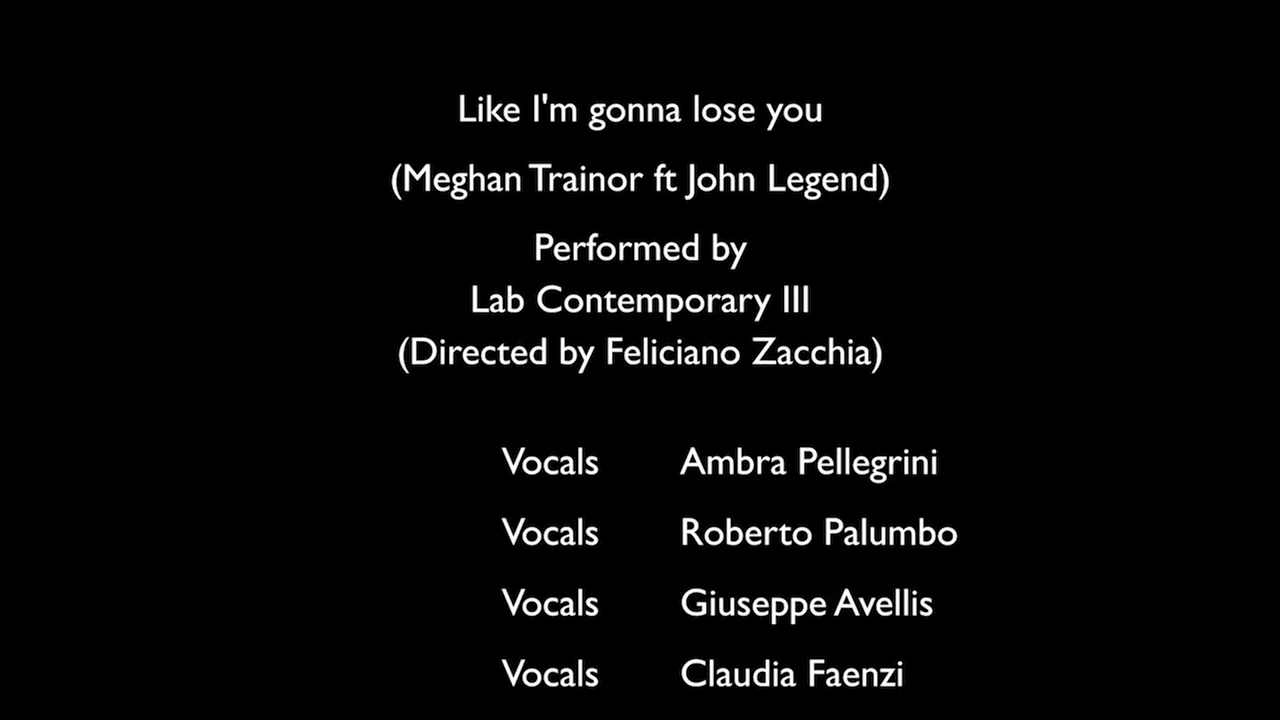 Like I'm gonna lose you
(Meghan Trainor ft John Legend)
Performed by
Lab Contemporary III
(Directed by Feliciano Zacchia)
Vocals Ambra Pellegrini
Vocals Roberto Palumbo
Vocals Giuseppe Avellis
Vocals Claudia Faenzi